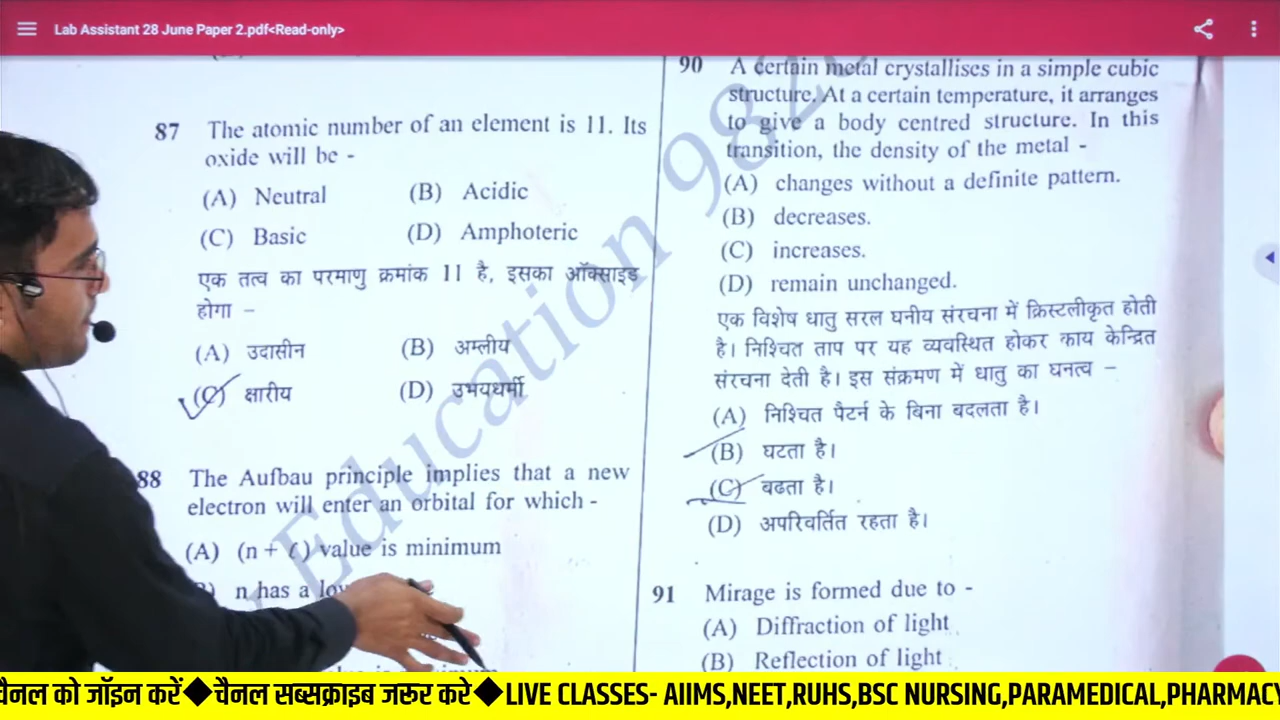 Lab Assistant 28 June Paper 2.pdf<Read-only>
87 The atomic number of an element is 11. Its
oxide will be -
(A) Neutral (B) Acidic
(C) Basic (D) Amphoteric
एक तत्व का परमाणु क्रमांक 11 है, इसका ऑक्साइड
होगा –
(A) उदासीन (B) अम्लीय
(C) क्षारीय (D) उभयधर्मी
88 The Aufbau principle implies that a new
electron will enter an orbital for which -
(A) (n + ℓ) value is minimum
n has a
90 A certain metal crystallises in a simple cubic
structure. At a certain temperature, it arranges
to give a body centred structure. In this
transition, the density of the metal -
(A) changes without a definite pattern.
(B) decreases.
(C) increases.
(D) remain unchanged.
एक विशेष धातु सरल घनीय संरचना में क्रिस्टलीकृत होती
है। निश्चित ताप पर यह व्यवस्थित होकर काय केन्द्रित
संरचना देती है। इस संक्रमण में धातु का घनत्व –
(A) निश्चित पैटर्न के बिना बदलता है।
(B) घटता है।
(C) बढता है।
(D) अपरिवर्तित रहता है।
91 Mirage is formed due to -
(A) Diffraction of light
(B) Reflection of light
Education 982
चैनल को जॉइन करें◆चैनल सब्सक्राइब जरूर करे◆LIVE CLASSES- AIIMS,NEET,RUHS,BSC NURSING,PARAMEDICAL,PHARMACY